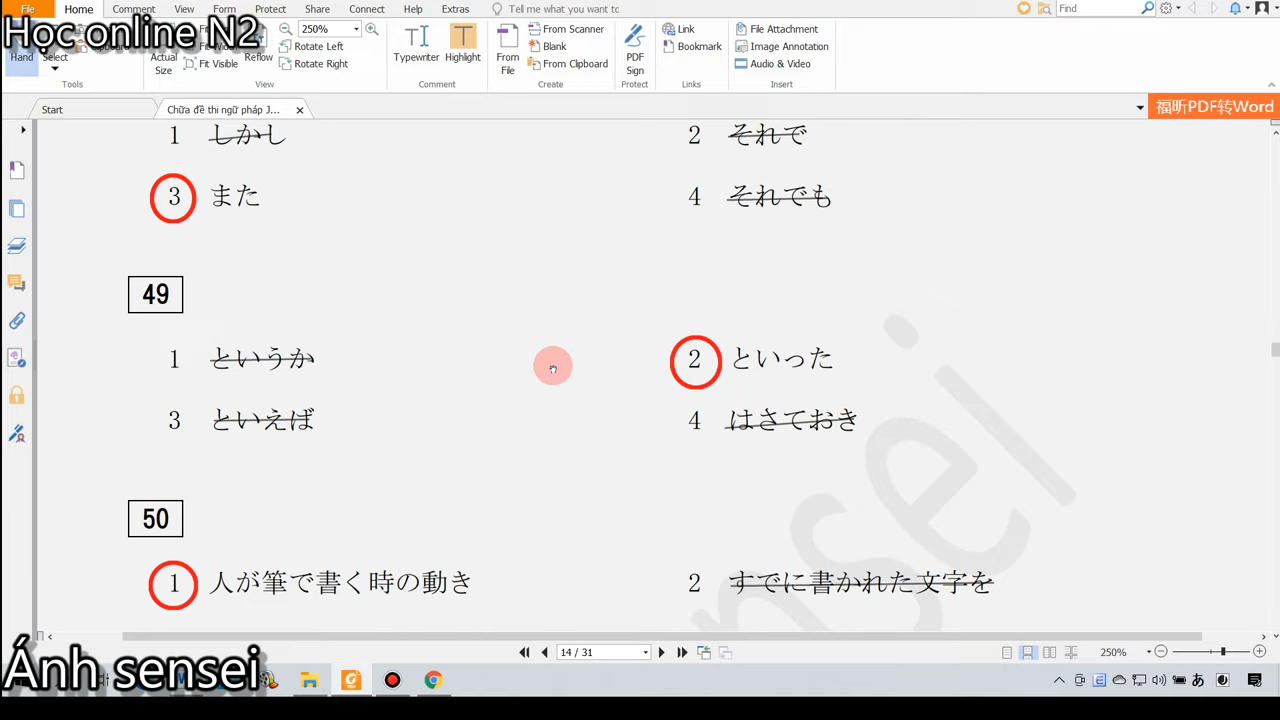 File Home Comment View Form Protect Share Connect Help Extras Tell me what you want to Find
Học online N2
Hand Select
Actual Size
Reflow
Fit Visible
250%
Rotate Left
Rotate Right
Typewriter Highlight
From File
From Scanner
Blank
From Clipboard
PDF Sign
Link
Bookmark
File Attachment
Image Annotation
Audio & Video
Tools View Comment Create Protect Links Insert
Start Chữa đề thi ngữ pháp J... 福昕PDF转Word
1 しかし 2 それで
3 また 4 それでも
49
1 というか 2 といった
3 といえば 4 はさておき
50
1 人が筆で書く時の動き 2 すでに書かれた文字を
nsei
14 / 31 250%
Ánh sensei
あ